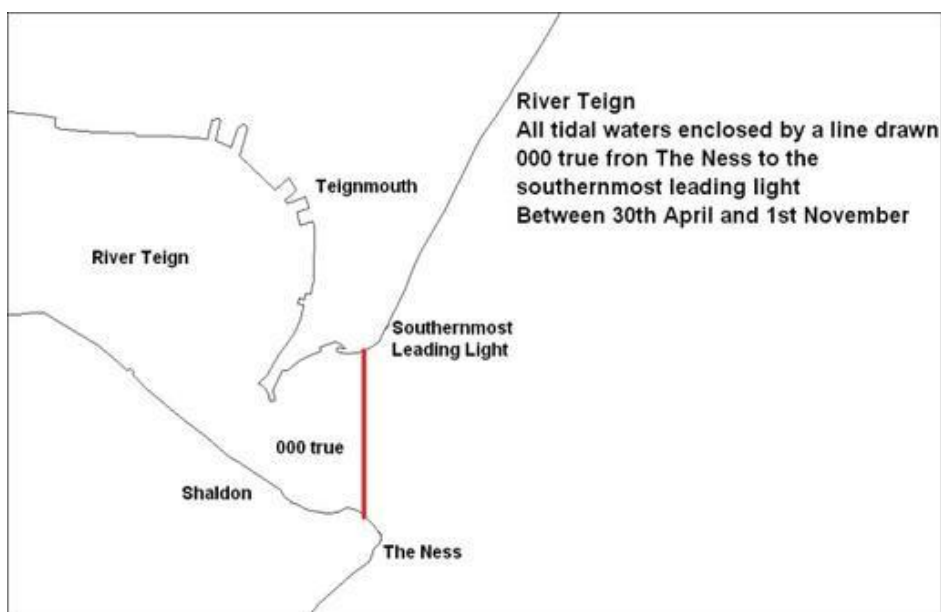 River Teign
All tidal waters enclosed by a line drawn
000 true fron The Ness to the
southernmost leading light
Between 30th April and 1st November
Teignmouth
River Teign
Southernmost
Leading Light
000 true
Shaldon
The Ness